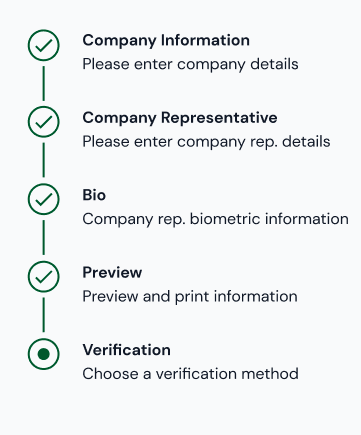 Company Information
Please enter company details
Company Representative
Please enter company rep. details
Bio
Company rep. biometric information
Preview
Preview and print information
Verification
Choose a verification method